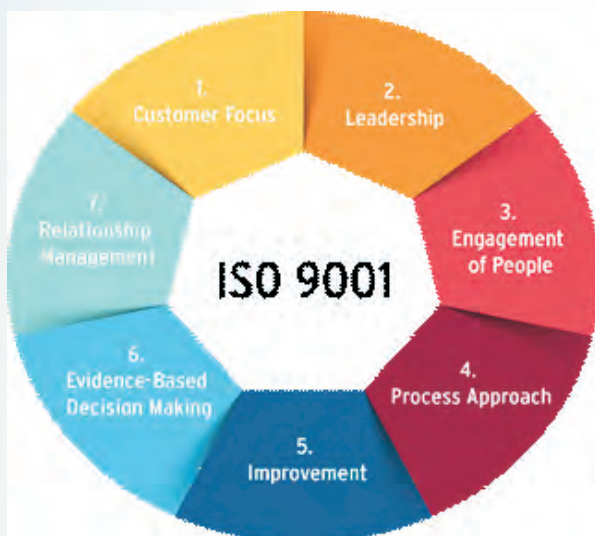 1.
Customer Focus
2.
Leadership
3.
Engagement
of People
4.
Process Approach
5.
Improvement
6.
Evidence-Based
Decision Making
7.
Relationship
Management
ISO 9001